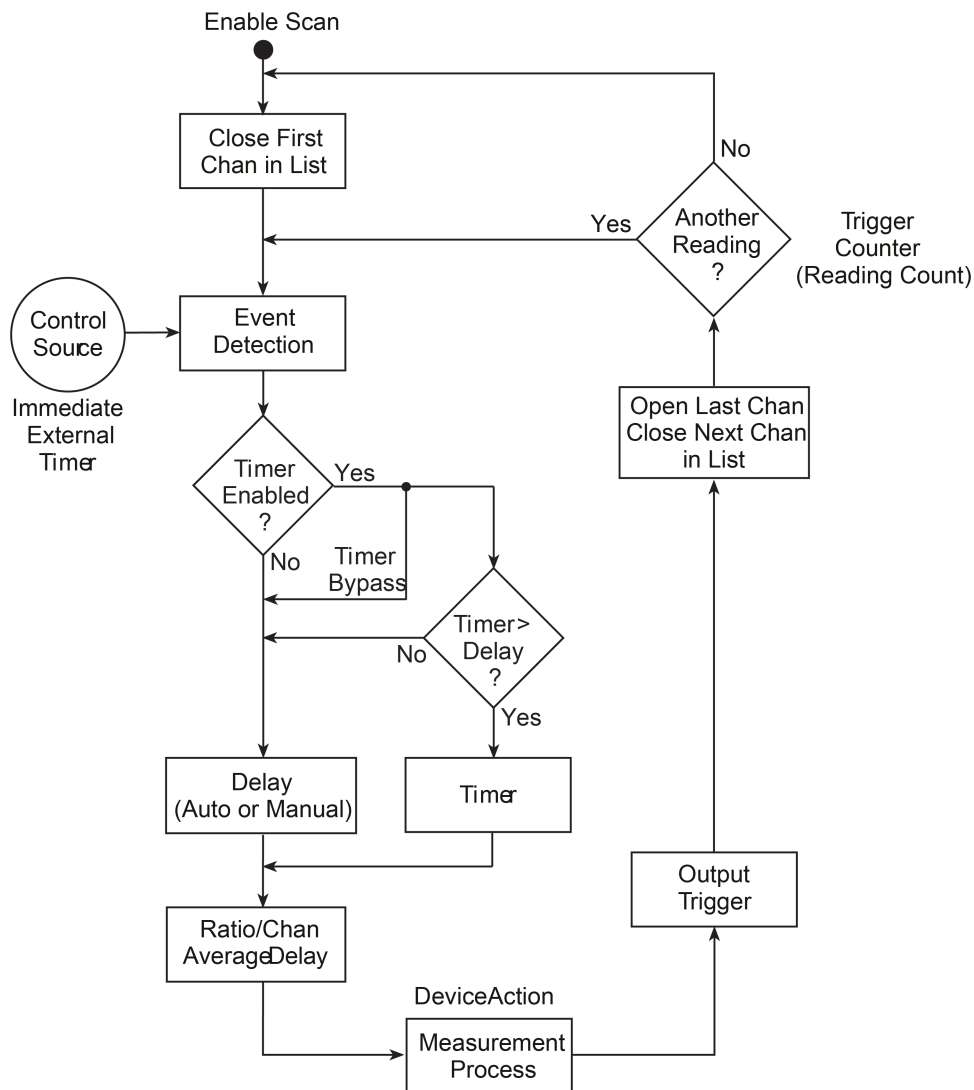 Enable Scan
Close First
Chan in List
No
Yes
Another
Reading
?
Trigger
Counter
(Reading Count)
Control
Source
Event
Detection
Immediate
External
Timer
Open Last Chan
Close Next Chan
in List
Timer
Enabled
?
Yes
No
Timer
Bypass
Timer>
Delay
?
No
Yes
Delay
(Auto or Manual)
Timer
Output
Trigger
Ratio/Chan
AverageDelay
DeviceAction
Measurement
Process